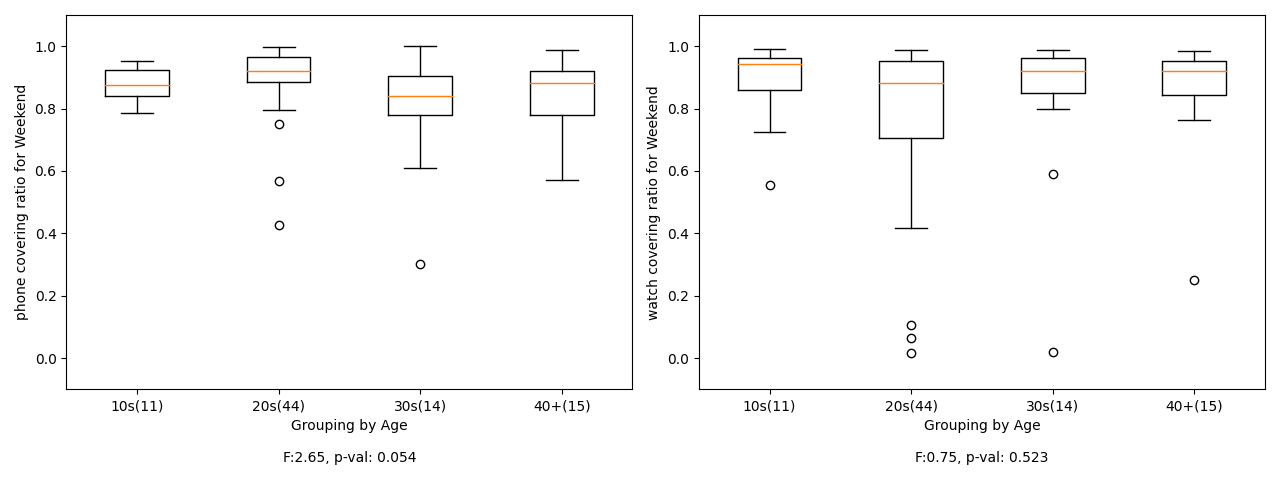 phone covering ratio for Weekend
1.0
0.8
0.6
0.4
0.2
0.0
10s(11) 20s(44) 30s(14) 40+(15)
Grouping by Age
F:2.65, p-val: 0.054
watch covering ratio for Weekend
1.0
0.8
0.6
0.4
0.2
0.0
10s(11) 20s(44) 30s(14) 40+(15)
Grouping by Age
F:0.75, p-val: 0.523